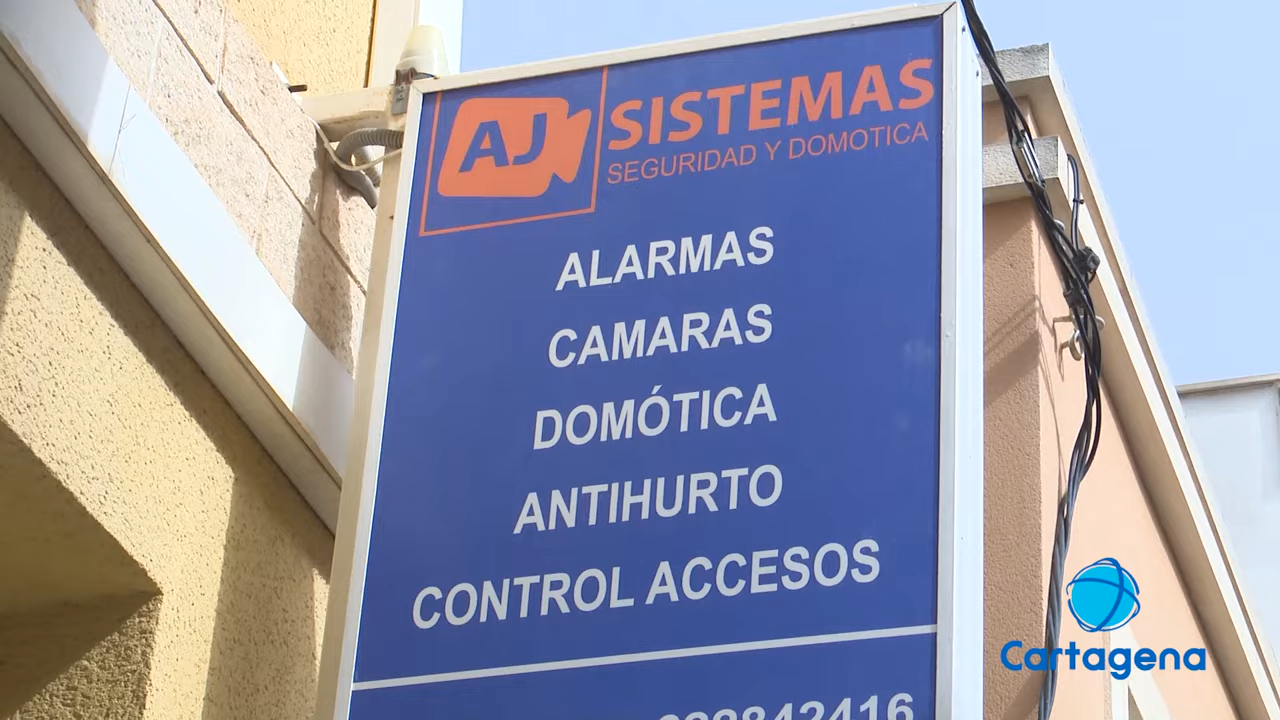 AJ
SISTEMAS
SEGURIDAD Y DOMOTICA
ALARMAS
CAMARAS
DOMÓTICA
ANTIHURTO
CONTROL ACCESOS
Cartagena